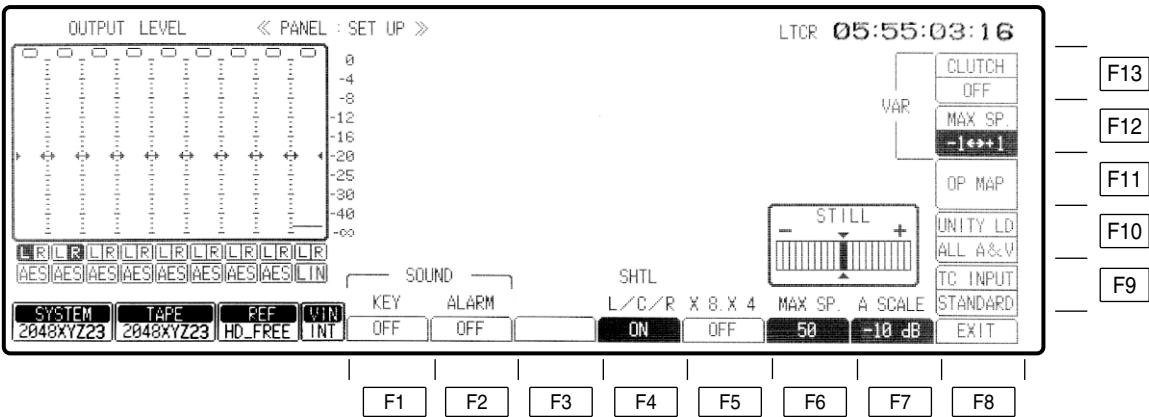 OUTPUT LEVEL ≪ PANEL : SET UP ≫ LTCR 05:55:03:16
0
-4
-8
-12
-16
-20
-25
-30
-40
-∞
L R L R L R L R L R L R L R L R
AES AES AES AES AES AES AES LIN
SYSTEM TAPE REF VIN
2048XYZ23 2048XYZ23 HD_FREE INT
SOUND
KEY ALARM
OFF OFF
SHTL
L/C/R X 8.X 4 MAX SP. A SCALE
ON OFF 50 -10 dB
STILL
- +
VAR
CLUTCH
OFF
MAX SP.
-1↔+1
OP MAP
UNITY LD
ALL A&V
TC INPUT
STANDARD
EXIT
F13
F12
F11
F10
F9
F1 F2 F3 F4 F5 F6 F7 F8